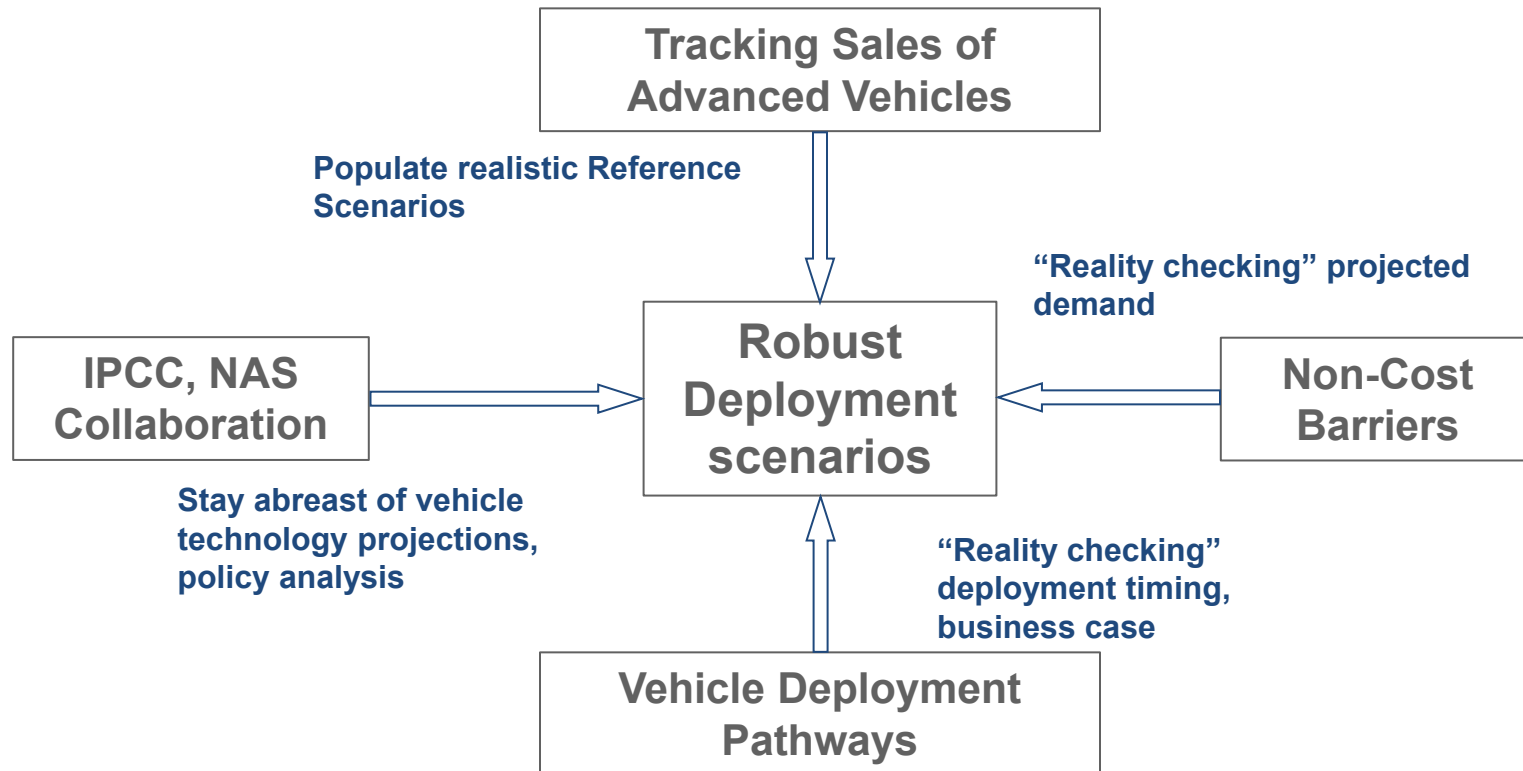 Tracking Sales of
Advanced Vehicles
Populate realistic Reference
Scenarios
“Reality checking” projected
demand
IPCC, NAS
Collaboration
Robust
Deployment
scenarios
Non-Cost
Barriers
Stay abreast of vehicle
technology projections,
policy analysis
“Reality checking”
deployment timing,
business case
Vehicle Deployment
Pathways